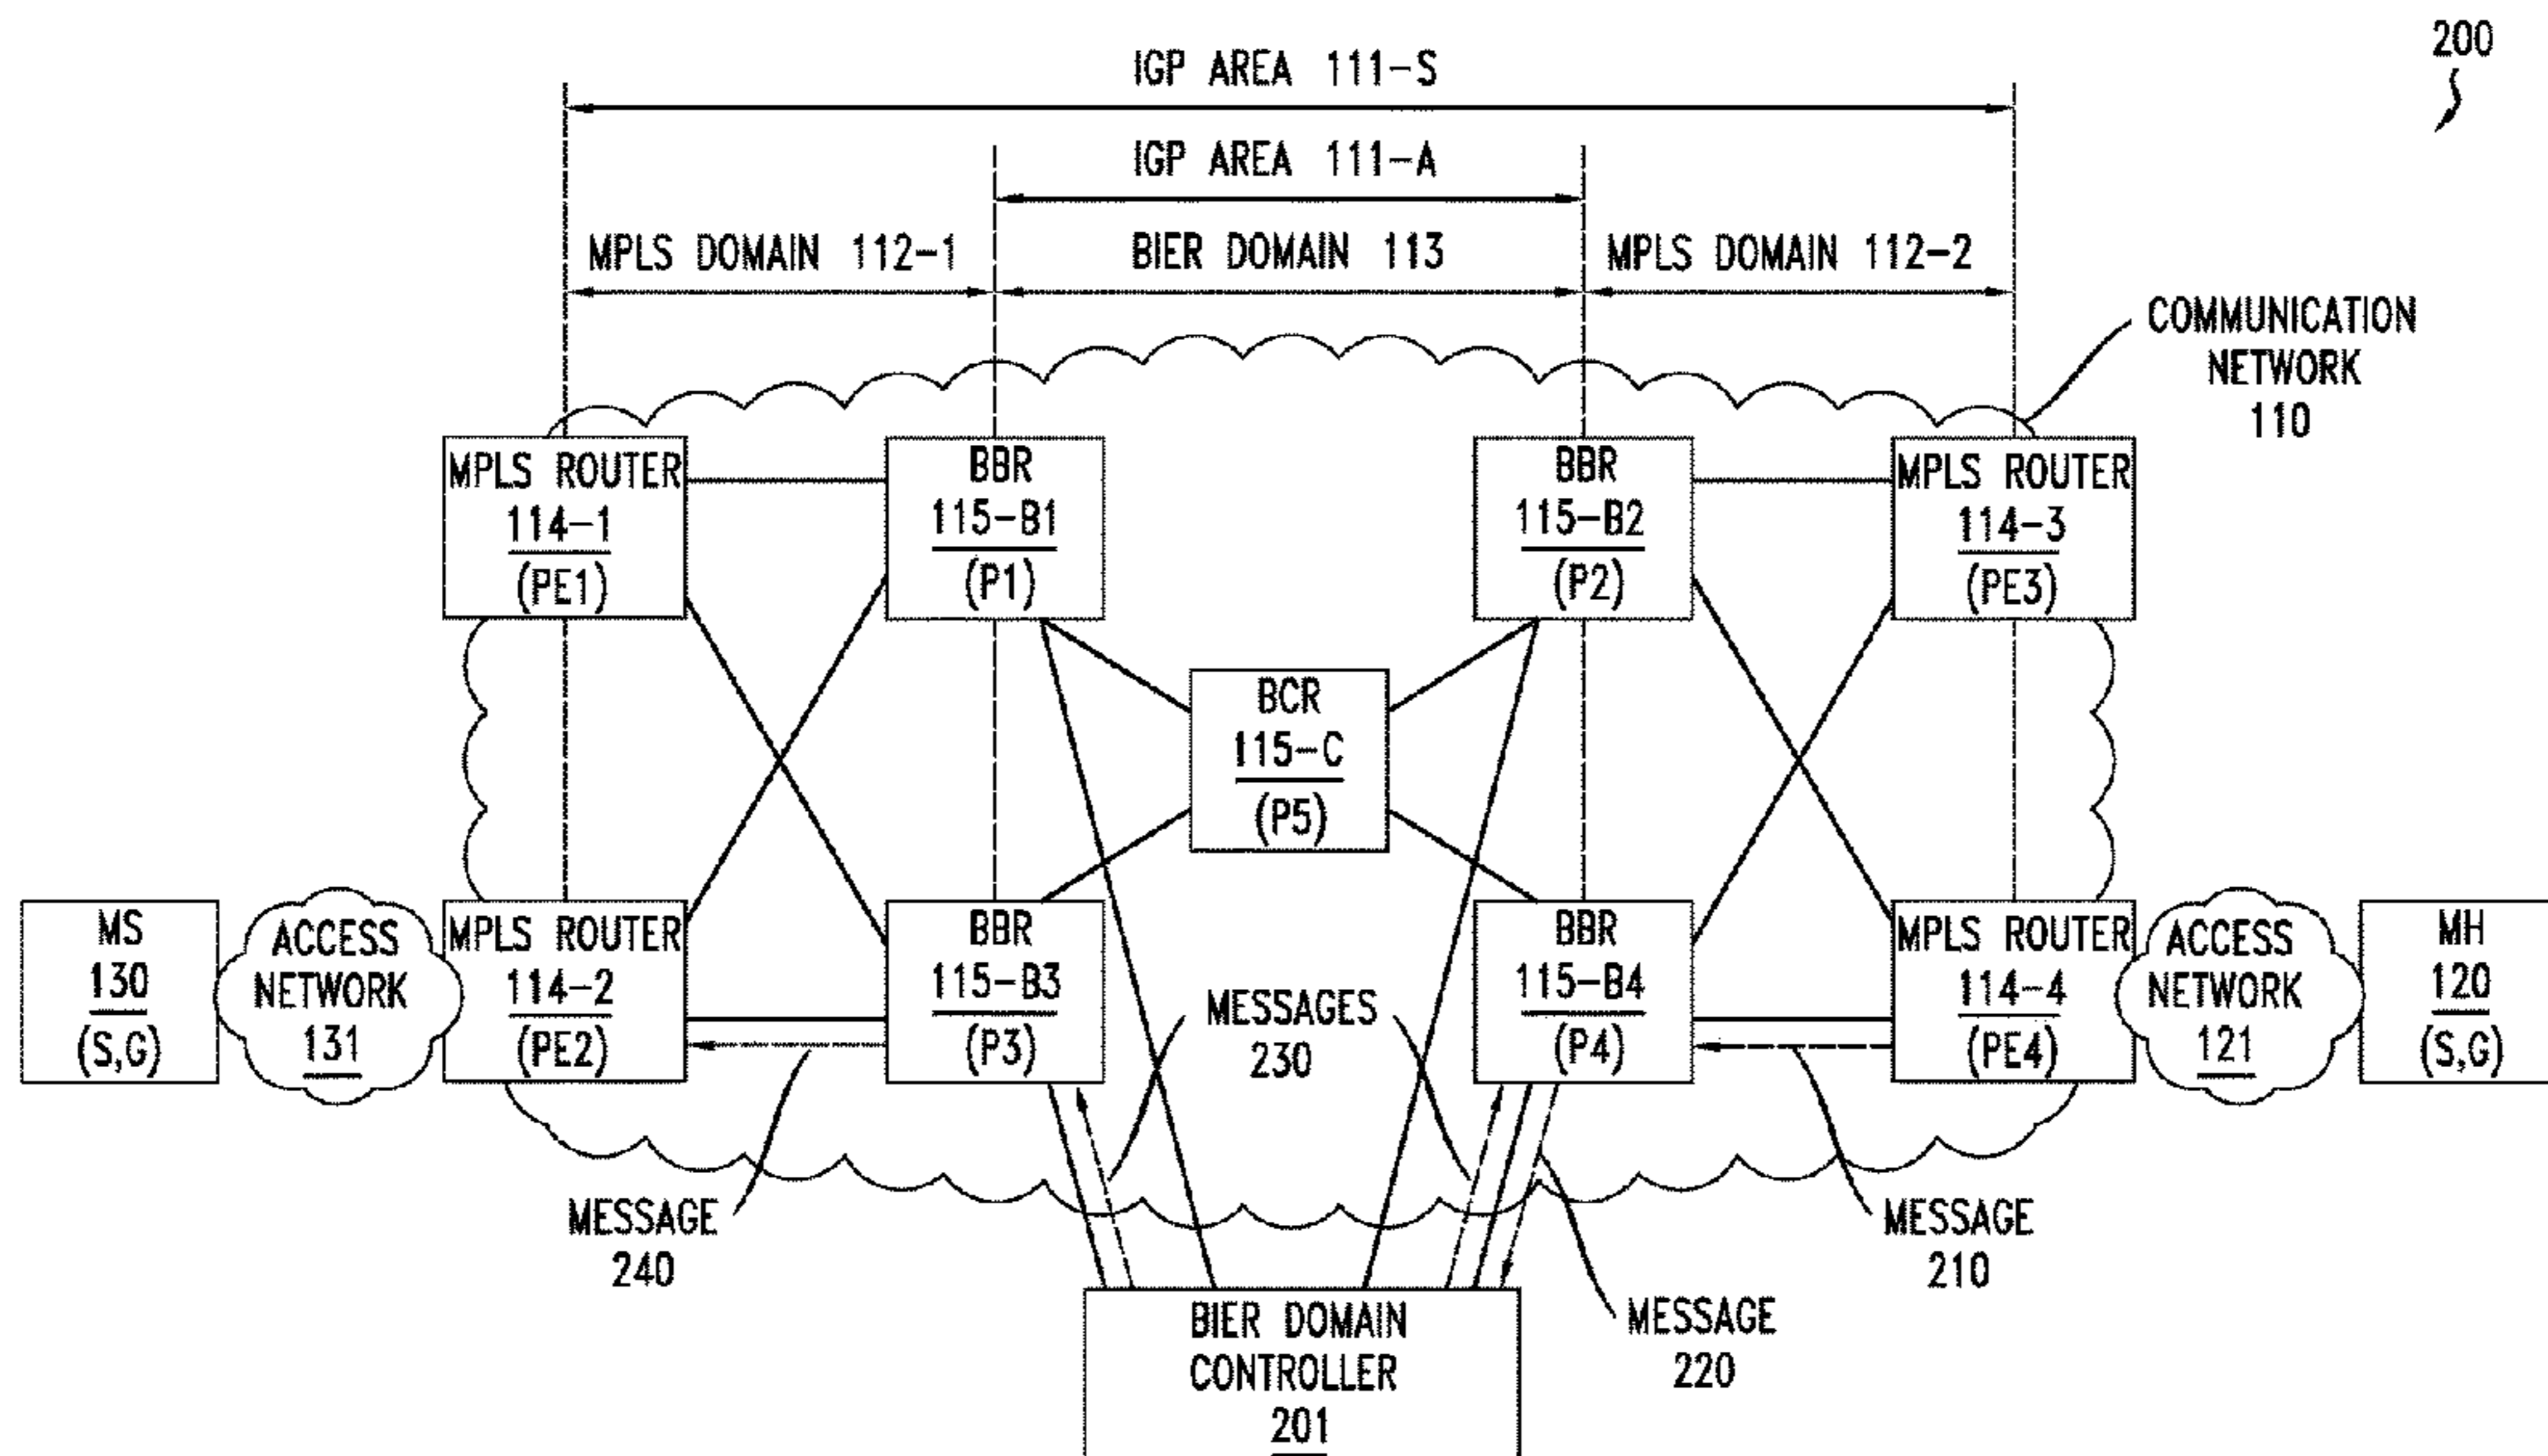 200
IGP AREA 111-S
IGP AREA 111-A
MPLS DOMAIN 112-1
BIER DOMAIN 113
MPLS DOMAIN 112-2
COMMUNICATION
NETWORK
110
MPLS ROUTER
114-1
(PE1)
BBR
115-B1
(P1)
BBR
115-B2
(P2)
MPLS ROUTER
114-3
(PE3)
BCR
115-C
(P5)
MS
130
(S,G)
ACCESS
NETWORK
131
MPLS ROUTER
114-2
(PE2)
BBR
115-B3
(P3)
MESSAGES
230
BBR
115-B4
(P4)
MPLS ROUTER
114-4
(PE4)
ACCESS
NETWORK
121
MH
120
(S,G)
MESSAGE
240
MESSAGE
210
MESSAGE
220
BIER DOMAIN
CONTROLLER
201